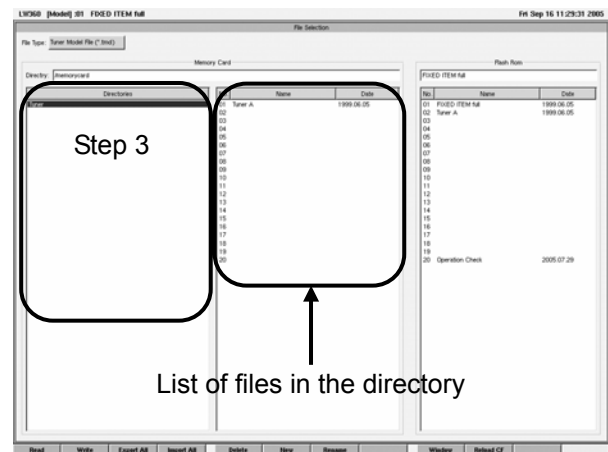 LW360 [Model] :01 FIXED ITEM full Fri Sep 16 11:29:31 2005
File Selection
File Type: Tuner Model File (*.tmd)
Memory Card Flash Rom
Directry: /memorycard FIXED ITEM full
Directories No. Name Date No. Name Date
Tuner 01 Tuner A 1999.06.05 01 FIXED ITEM full 1999.06.05
02 02 Tuner A 1999.06.05
03 03
04 04
05 05
06 06
07 07
08 08
09 09
10 10
11 11
12 12
13 13
14 14
15 15
16 16
17 17
18 18
19 19
20 20 Operation Check 2005.07.29
Step 3
List of files in the directory
Read Write Export All Import All Delete New Rename Window Reload CF